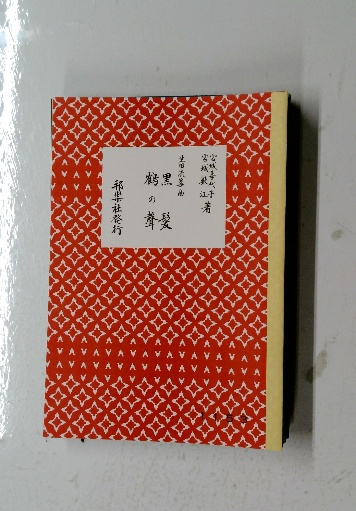 宮城喜代子
宮城数江
著
生田流箏曲
黒髪
鶴の聲
邦楽社発行